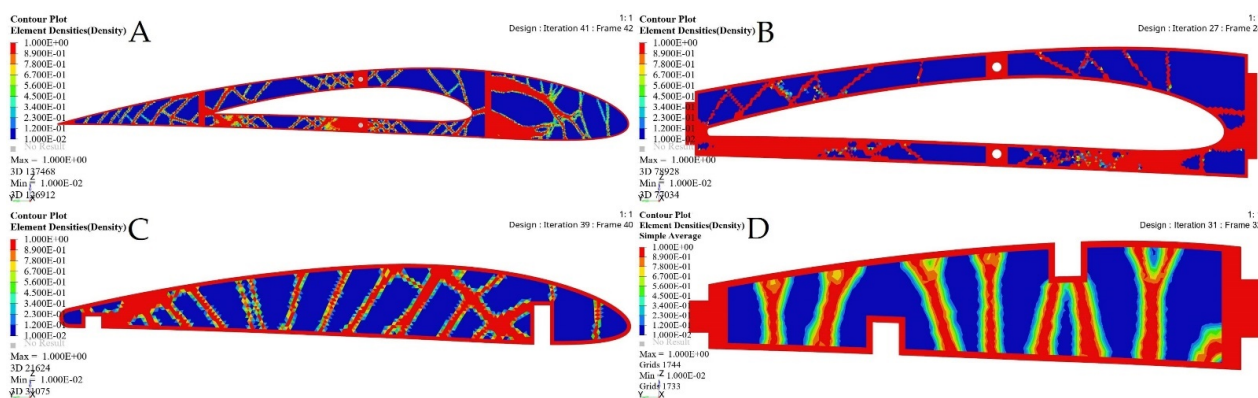 Contour Plot
Element Densities(Density)
A
1: 1
Design : Iteration 41 : Frame 42
1.000E+00
8.900E-01
7.800E-01
6.700E-01
5.600E-01
4.500E-01
3.400E-01
2.300E-01
1.200E-01
1.000E-02
No Result
Max = 1.000E+00
3D 137468
Min = 1.000E-02
3D 126912
Z
Y X
Contour Plot
Element Densities(Density)
B
1:
Design : Iteration 27 : Frame 28
1.000E+00
8.900E-01
7.800E-01
6.700E-01
5.600E-01
4.500E-01
3.400E-01
2.300E-01
1.200E-01
1.000E-02
No Result
Max = 1.000E+00
3D 78928
Min = 1.000E-02
3D 77034
Z
Y X
Contour Plot
Element Densities(Density)
C
1: 1
Design : Iteration 39 : Frame 40
1.000E+00
8.900E-01
7.800E-01
6.700E-01
5.600E-01
4.500E-01
3.400E-01
2.300E-01
1.200E-01
1.000E-02
No Result
Max = 1.000E+00
3D 21624
Min = 1.000E-02
Z
Y X
Contour Plot
Element Densities(Density)
Simple Average
D
1:
Design : Iteration 31 : Frame 32
1.000E+00
8.900E-01
7.800E-01
6.700E-01
5.600E-01
4.500E-01
3.400E-01
2.300E-01
1.200E-01
1.000E-02
No Result
Max = 1.000E+00
Grids 1744
Min = 1.000E-02
Grids 1733
Z
Y X